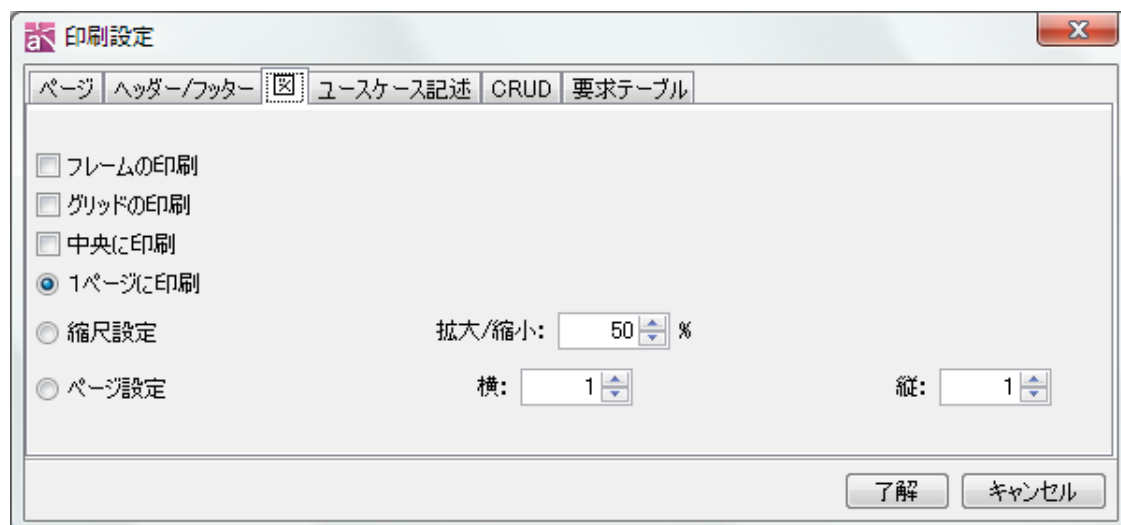 印刷設定
ページ ヘッダー/フッター 図 ユースケース記述 CRUD 要求テーブル
フレームの印刷
グリッドの印刷
中央に印刷
1ページに印刷
縮尺設定 拡大/縮小: 50 %
ページ設定 横: 1 縦: 1
了解 キャンセル